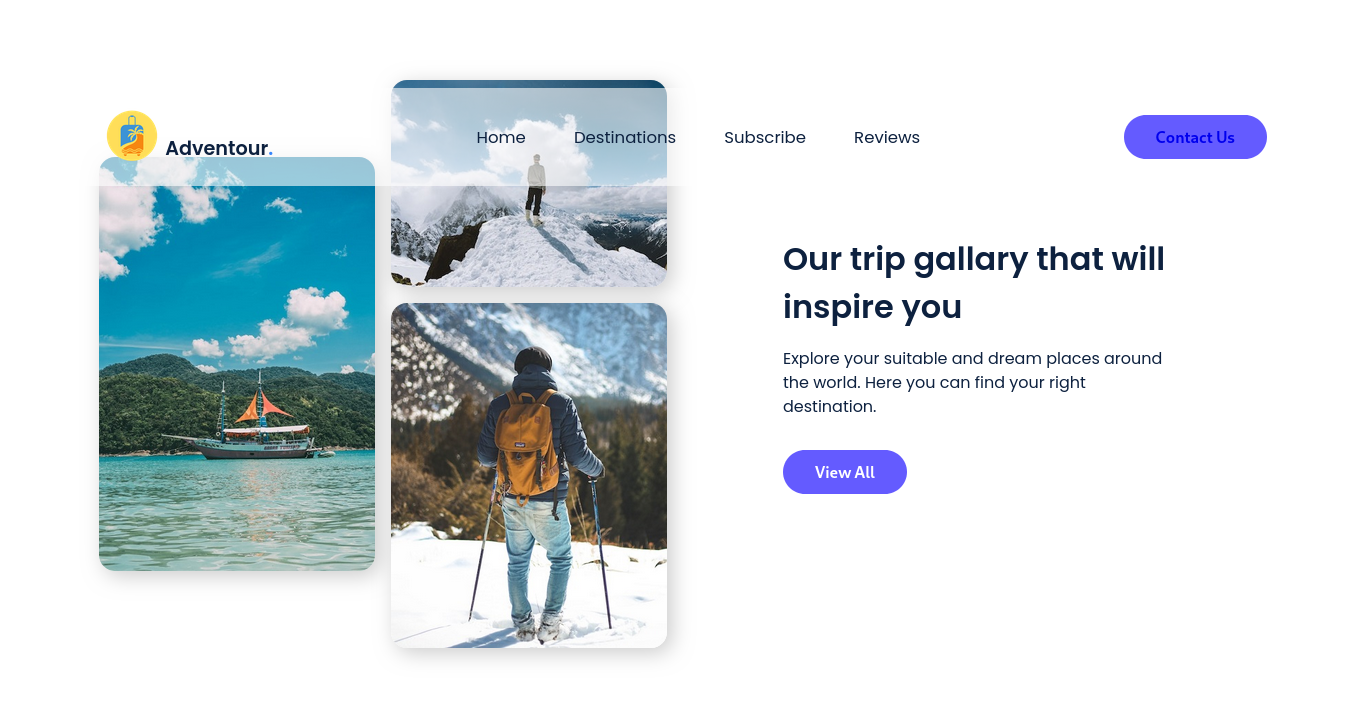 Adventour.
Home Destinations Subscribe Reviews
Contact Us
Our trip gallary that will
inspire you
Explore your suitable and dream places around
the world. Here you can find your right
destination.
View All